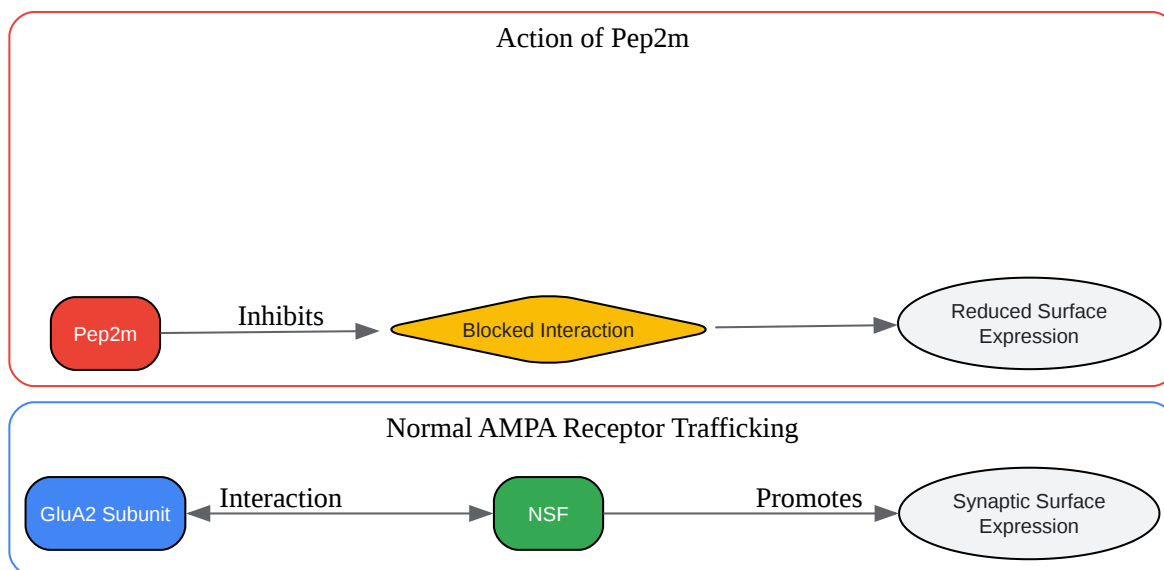 Action of Pep2m
Inhibits
Pep2m
Blocked Interaction
Reduced Surface
Expression
Normal AMPA Receptor Trafficking
Interaction
Promotes
GluA2 Subunit
NSF
Synaptic Surface
Expression